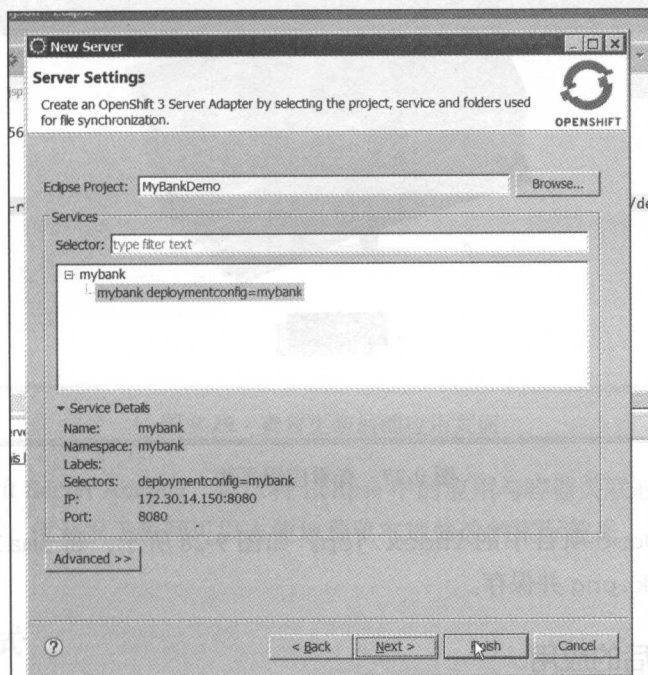 New Server
Server Settings
Create an OpenShift 3 Server Adapter by selecting the project, service and folders used
for file synchronization.
OPENSHIFT
Eclipse Project: MyBankDemo
Browse...
Services
Selector: type filter text
mybank
mybank deploymentconfig=mybank
Service Details
Name: mybank
Namespace: mybank
Labels:
Selectors: deploymentconfig=mybank
IP: 172.30.14.150:8080
Port: 8080
Advanced >>
< Back
Next >
Finish
Cancel